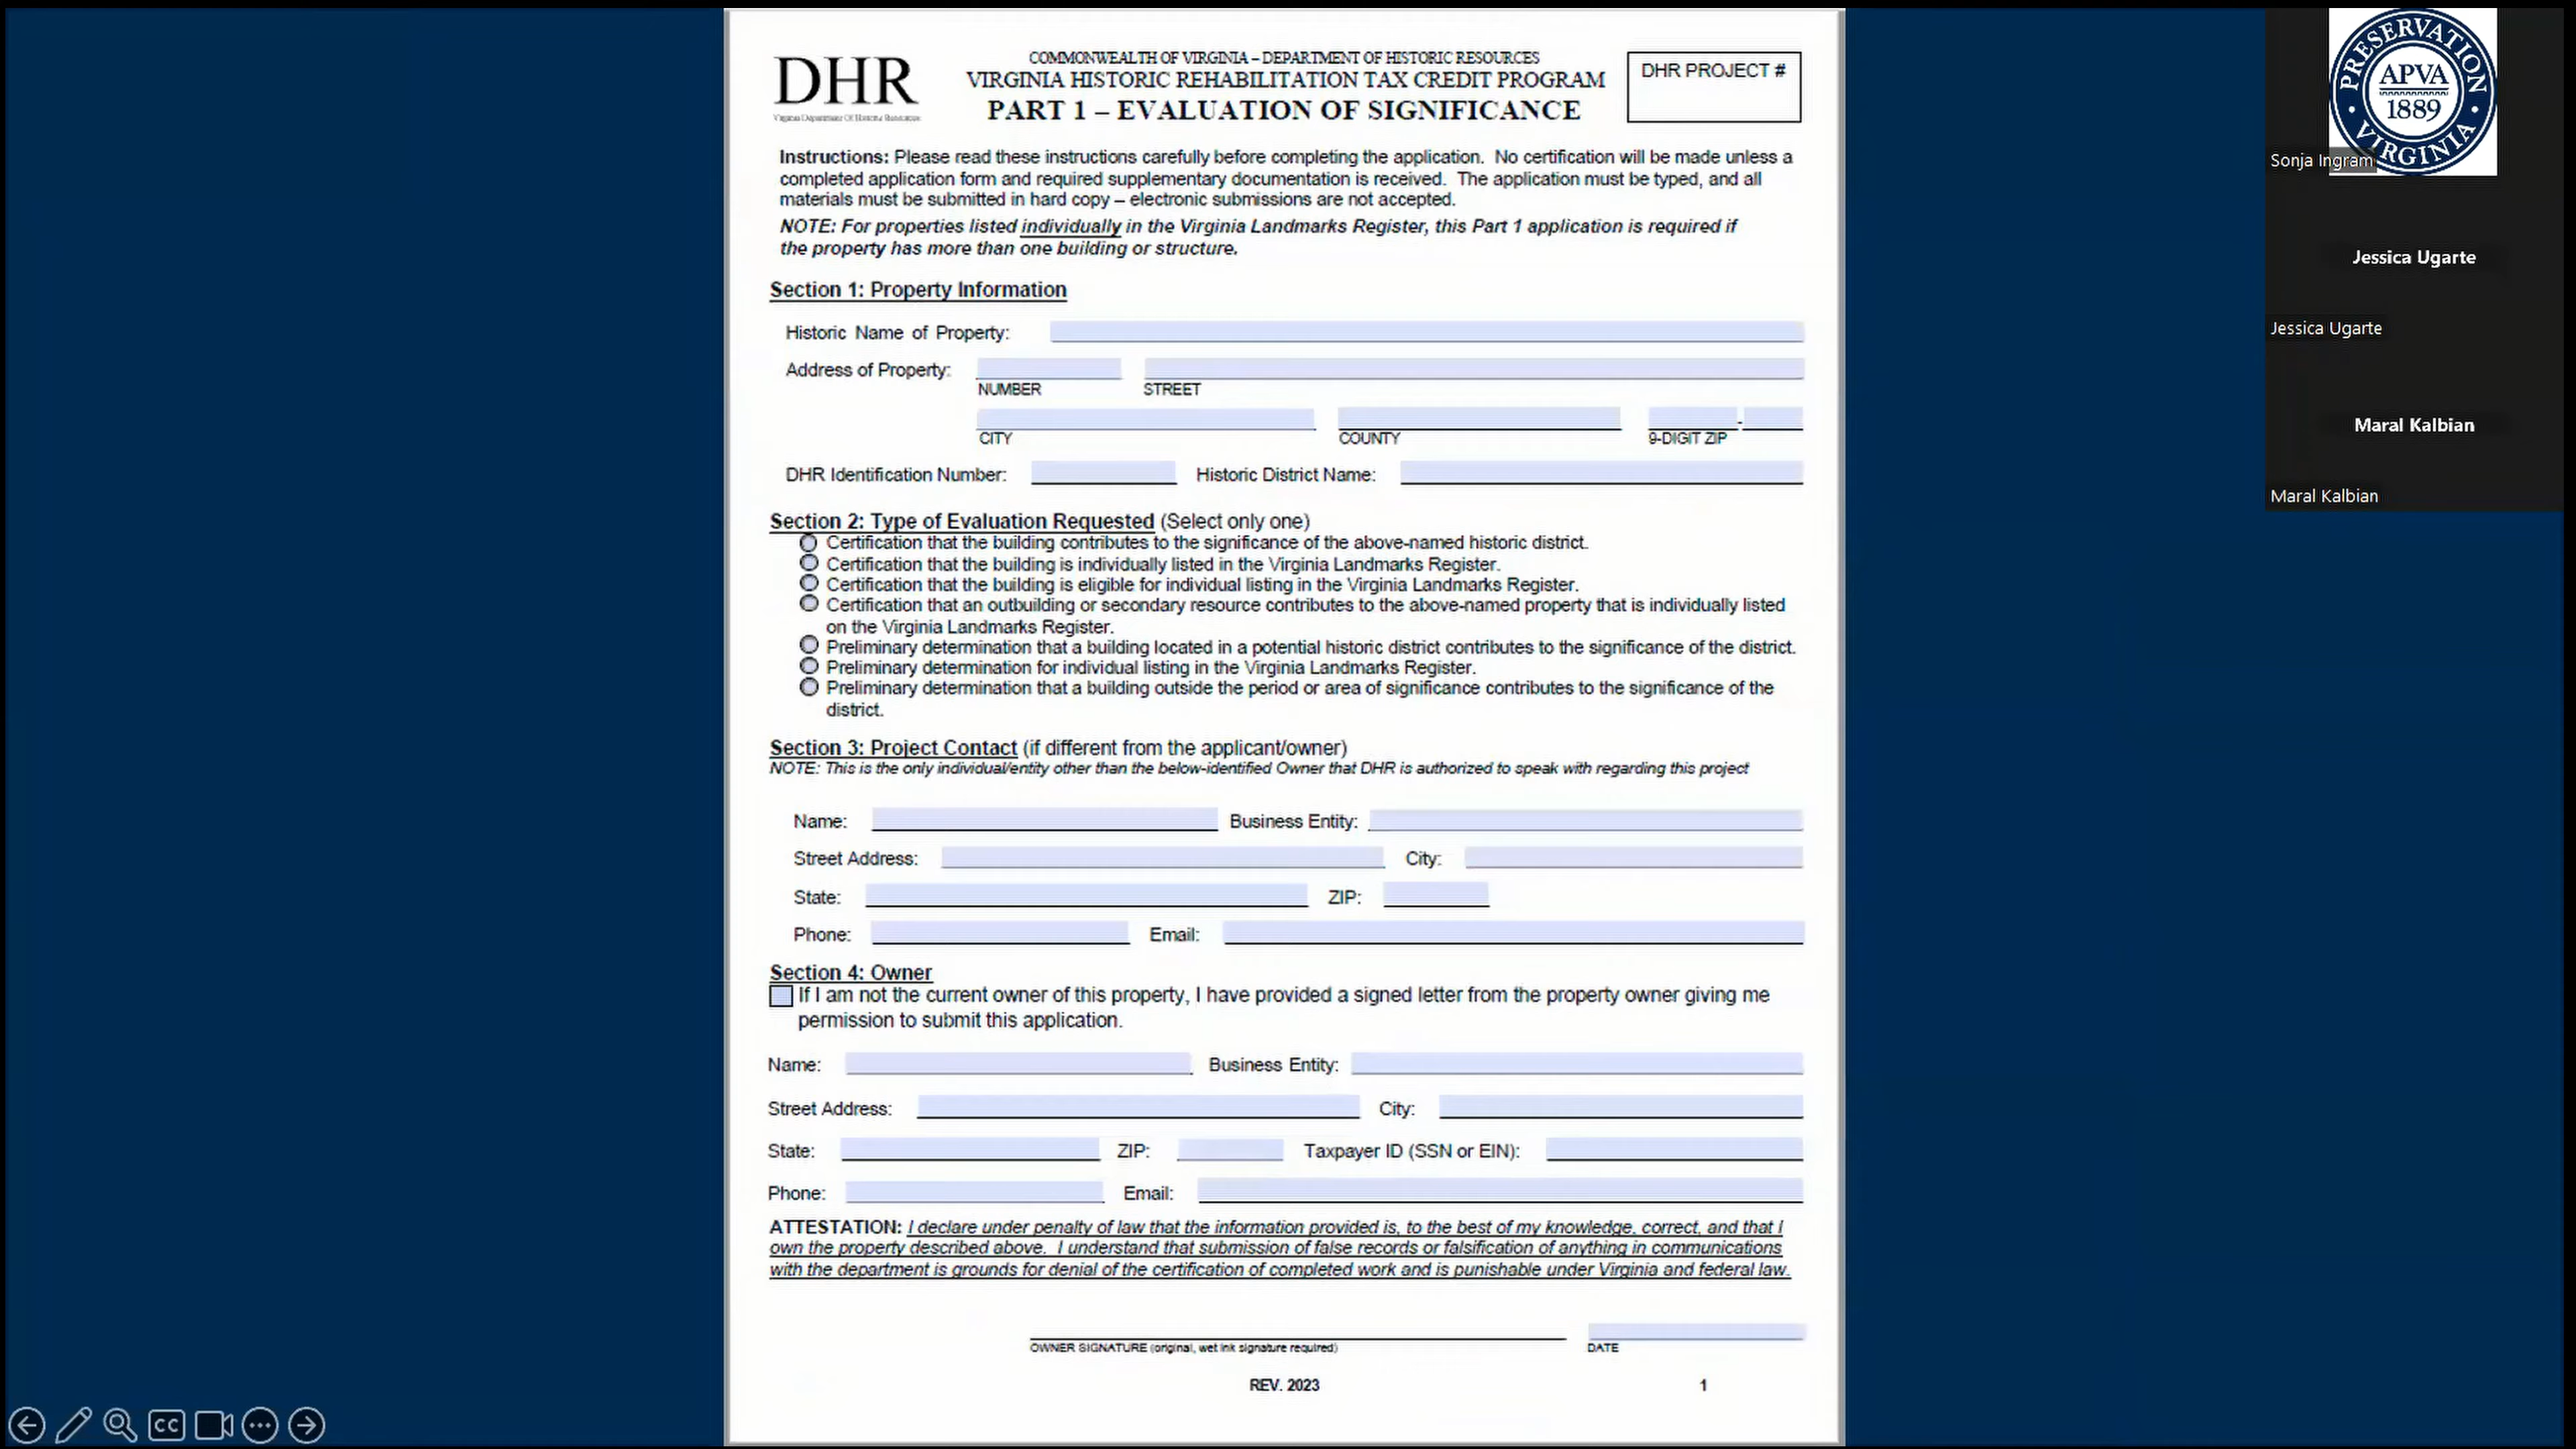 DHR
Virginia Department Of Historic Resources
COMMONWEALTH OF VIRGINIA – DEPARTMENT OF HISTORIC RESOURCES
VIRGINIA HISTORIC REHABILITATION TAX CREDIT PROGRAM
PART 1 – EVALUATION OF SIGNIFICANCE
DHR PROJECT #
Instructions: Please read these instructions carefully before completing the application. No certification will be made unless a
completed application form and required supplementary documentation is received. The application must be typed, and all
materials must be submitted in hard copy – electronic submissions are not accepted.
NOTE: For properties listed individually in the Virginia Landmarks Register, this Part 1 application is required if
the property has more than one building or structure.
Section 1: Property Information
Historic Name of Property:
Address of Property:
NUMBER STREET
CITY COUNTY 9-DIGIT ZIP
DHR Identification Number: Historic District Name:
Section 2: Type of Evaluation Requested (Select only one)
Certification that the building contributes to the significance of the above-named historic district.
Certification that the building is individually listed in the Virginia Landmarks Register.
Certification that the building is eligible for individual listing in the Virginia Landmarks Register.
Certification that an outbuilding or secondary resource contributes to the above-named property that is individually listed
on the Virginia Landmarks Register.
Preliminary determination that a building located in a potential historic district contributes to the significance of the district.
Preliminary determination for individual listing in the Virginia Landmarks Register.
Preliminary determination that a building outside the period or area of significance contributes to the significance of the
district.
Section 3: Project Contact (if different from the applicant/owner)
NOTE: This is the only individual/entity other than the below-identified Owner that DHR is authorized to speak with regarding this project
Name: Business Entity:
Street Address: City:
State: ZIP:
Phone: Email:
Section 4: Owner
If I am not the current owner of this property, I have provided a signed letter from the property owner giving me
permission to submit this application.
Name: Business Entity:
Street Address: City:
State: ZIP: Taxpayer ID (SSN or EIN):
Phone: Email:
ATTESTATION: I declare under penalty of law that the information provided is, to the best of my knowledge, correct, and that I
own the property described above. I understand that submission of false records or falsification of anything in communications
with the department is grounds for denial of the certification of completed work and is punishable under Virginia and federal law.
OWNER SIGNATURE (original, wet ink signature required) DATE
REV. 2023 1
PRESERVATION
APVA
1889
VIRGINIA
Sonja Ingram
Jessica Ugarte
Jessica Ugarte
Maral Kalbian
Maral Kalbian
CC